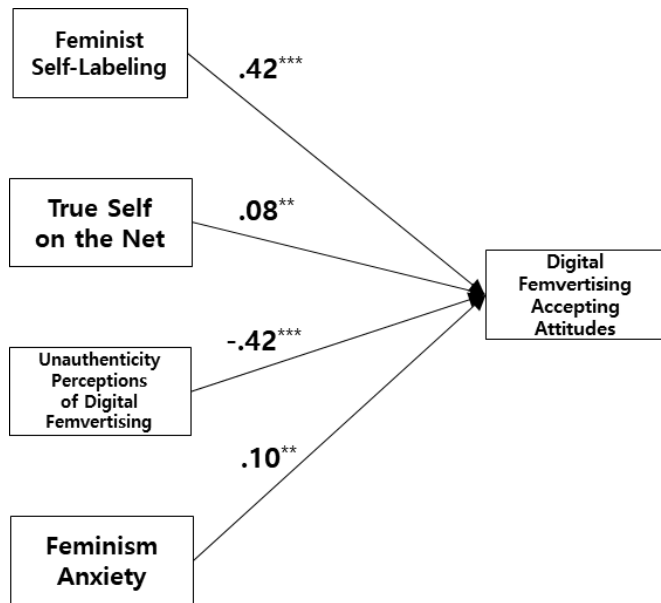 Feminist
Self-Labeling
.42***
True Self
on the Net
.08**
Digital
Femvertising
Accepting
Attitudes
Unauthenticity
Perceptions
of Digital
Femvertising
-.42***
.10**
Feminism
Anxiety